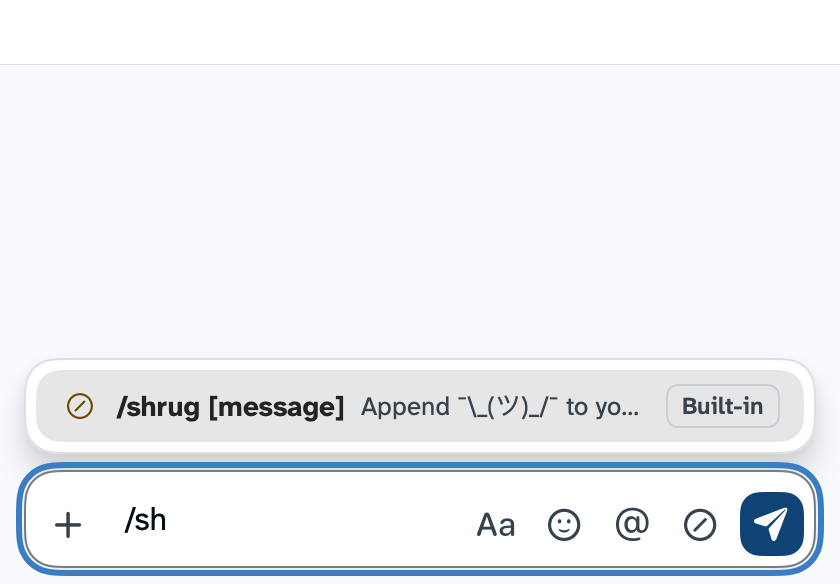 /shrug [message] Append ¯\_(ツ)_/¯ to yo... Built-in
/sh Aa @